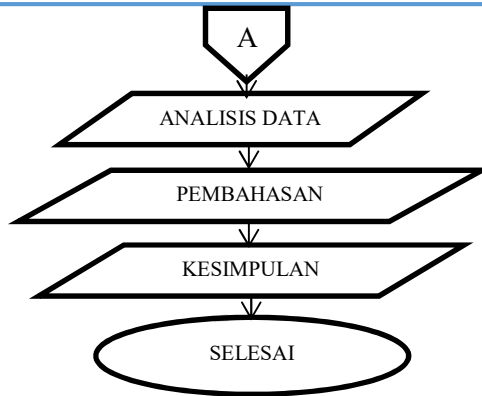 A
ANALISIS DATA
PEMBAHASAN
KESIMPULAN
SELESAI